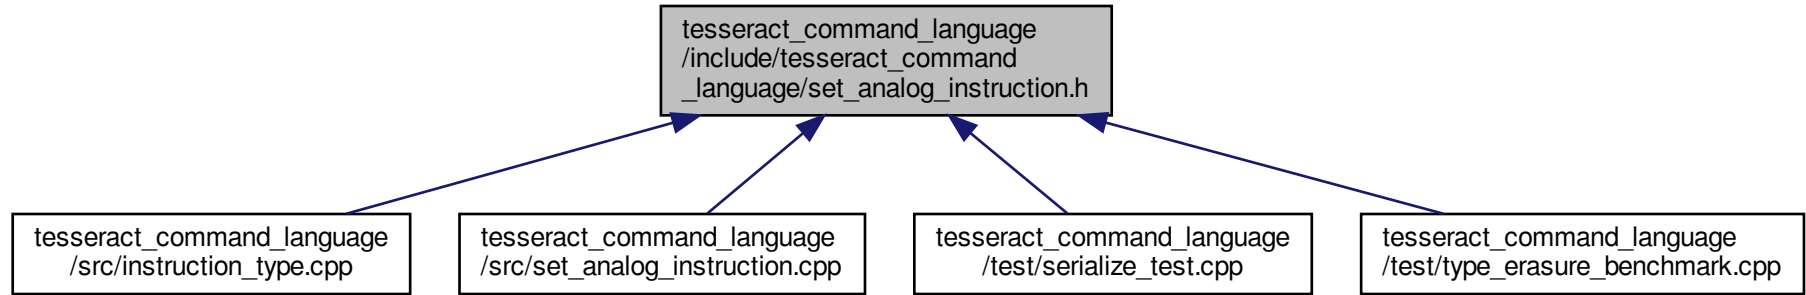 tesseract_command_language
/include/tesseract_command
_language/set_analog_instruction.h
tesseract_command_language
/src/instruction_type.cpp
tesseract_command_language
/src/set_analog_instruction.cpp
tesseract_command_language
/test/serialize_test.cpp
tesseract_command_language
/test/type_erasure_benchmark.cpp